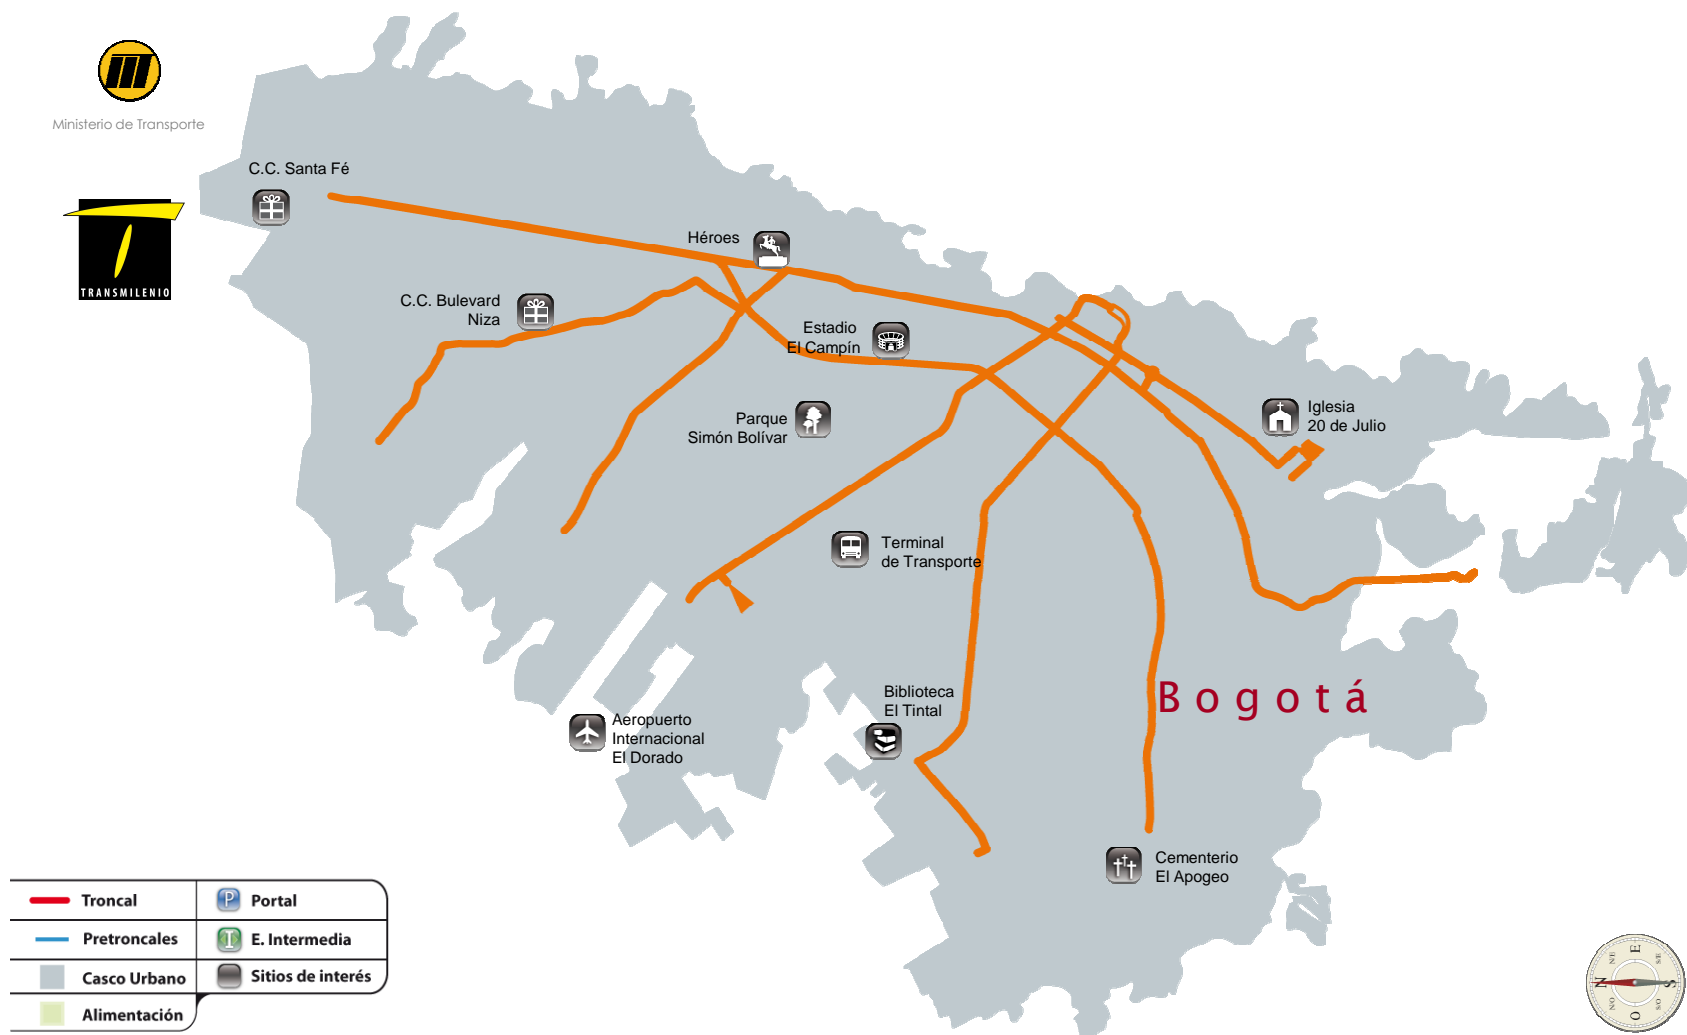 Ministerio de Transporte
TRANSMILENIO
C.C. Santa Fé
Héroes
C.C. Bulevard
Niza
Estadio
El Campín
Parque
Simón Bolívar
Iglesia
20 de Julio
Terminal
de Transporte
Bogotá
Biblioteca
El Tintal
Aeropuerto
Internacional
El Dorado
Cementerio
El Apogeo
Troncal
P
Portal
Pretroncales
I
E. Intermedia
Casco Urbano
Sitios de interés
Alimentación
E
N/E
S/E
N
S
N/O
S/O
O